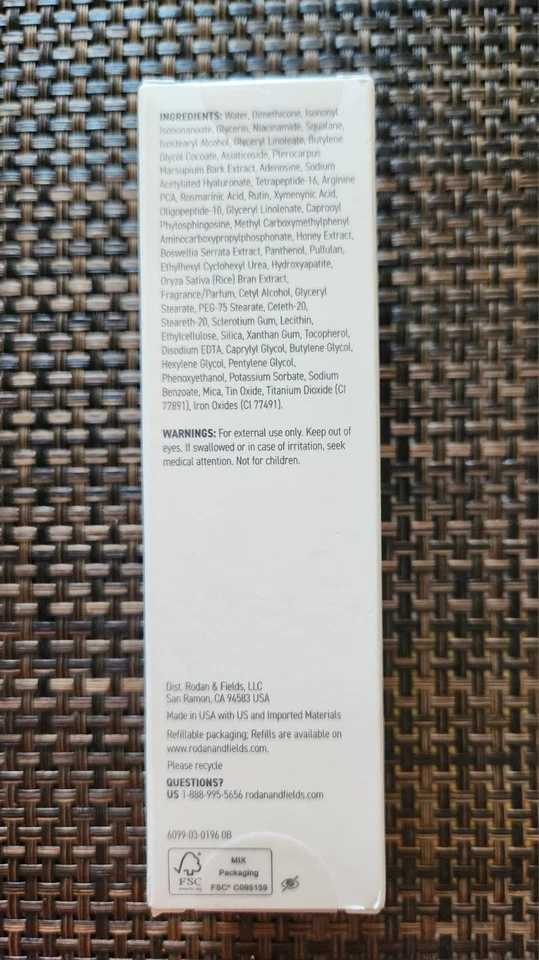 INGREDIENTS: Water, Dimethicone, Isononyl
Isononanoate, Glycerin, Niacinamide, Squalane,
Isostearyl Alcohol, Glyceryl Linoleate, Butylene
Glycol Cocoate, Asiaticoside, Pterocarpus
Marsupium Bark Extract, Adenosine, Sodium
Acetylated Hyaluronate, Tetrapeptide-16, Arginine
PCA, Rosmarinic Acid, Rutin, Xymenynic Acid,
Oligopeptide-10, Glyceryl Linolenate, Caprooyl
Phytosphingosine, Methyl Carboxymethylphenyl
Aminocarboxypropylphosphonate, Honey Extract,
Boswellia Serrata Extract, Panthenol, Pullulan,
Ethylhexyl Cyclohexyl Urea, Hydroxyapatite,
Oryza Sativa (Rice) Bran Extract,
Fragrance/Parfum, Cetyl Alcohol, Glyceryl
Stearate, PEG-75 Stearate, Ceteth-20,
Steareth-20, Sclerotium Gum, Lecithin,
Ethylcellulose, Silica, Xanthan Gum, Tocopherol,
Disodium EDTA, Caprylyl Glycol, Butylene Glycol,
Hexylene Glycol, Pentylene Glycol,
Phenoxyethanol, Potassium Sorbate, Sodium
Benzoate, Mica, Tin Oxide, Titanium Dioxide (CI
77891), Iron Oxides (CI 77491).
WARNINGS: For external use only. Keep out of
eyes. If swallowed or in case of irritation, seek
medical attention. Not for children.
Dist. Rodan & Fields, LLC
San Ramon, CA 94583 USA
Made in USA with US and Imported Materials
Refillable packaging; Refills are available on
www.rodanandfields.com.
Please recycle
QUESTIONS?
US 1-888-995-5656 rodanandfields.com
6099-03-0196 0B
MIX
Packaging
FSC® C095159
FSC
www.fsc.org